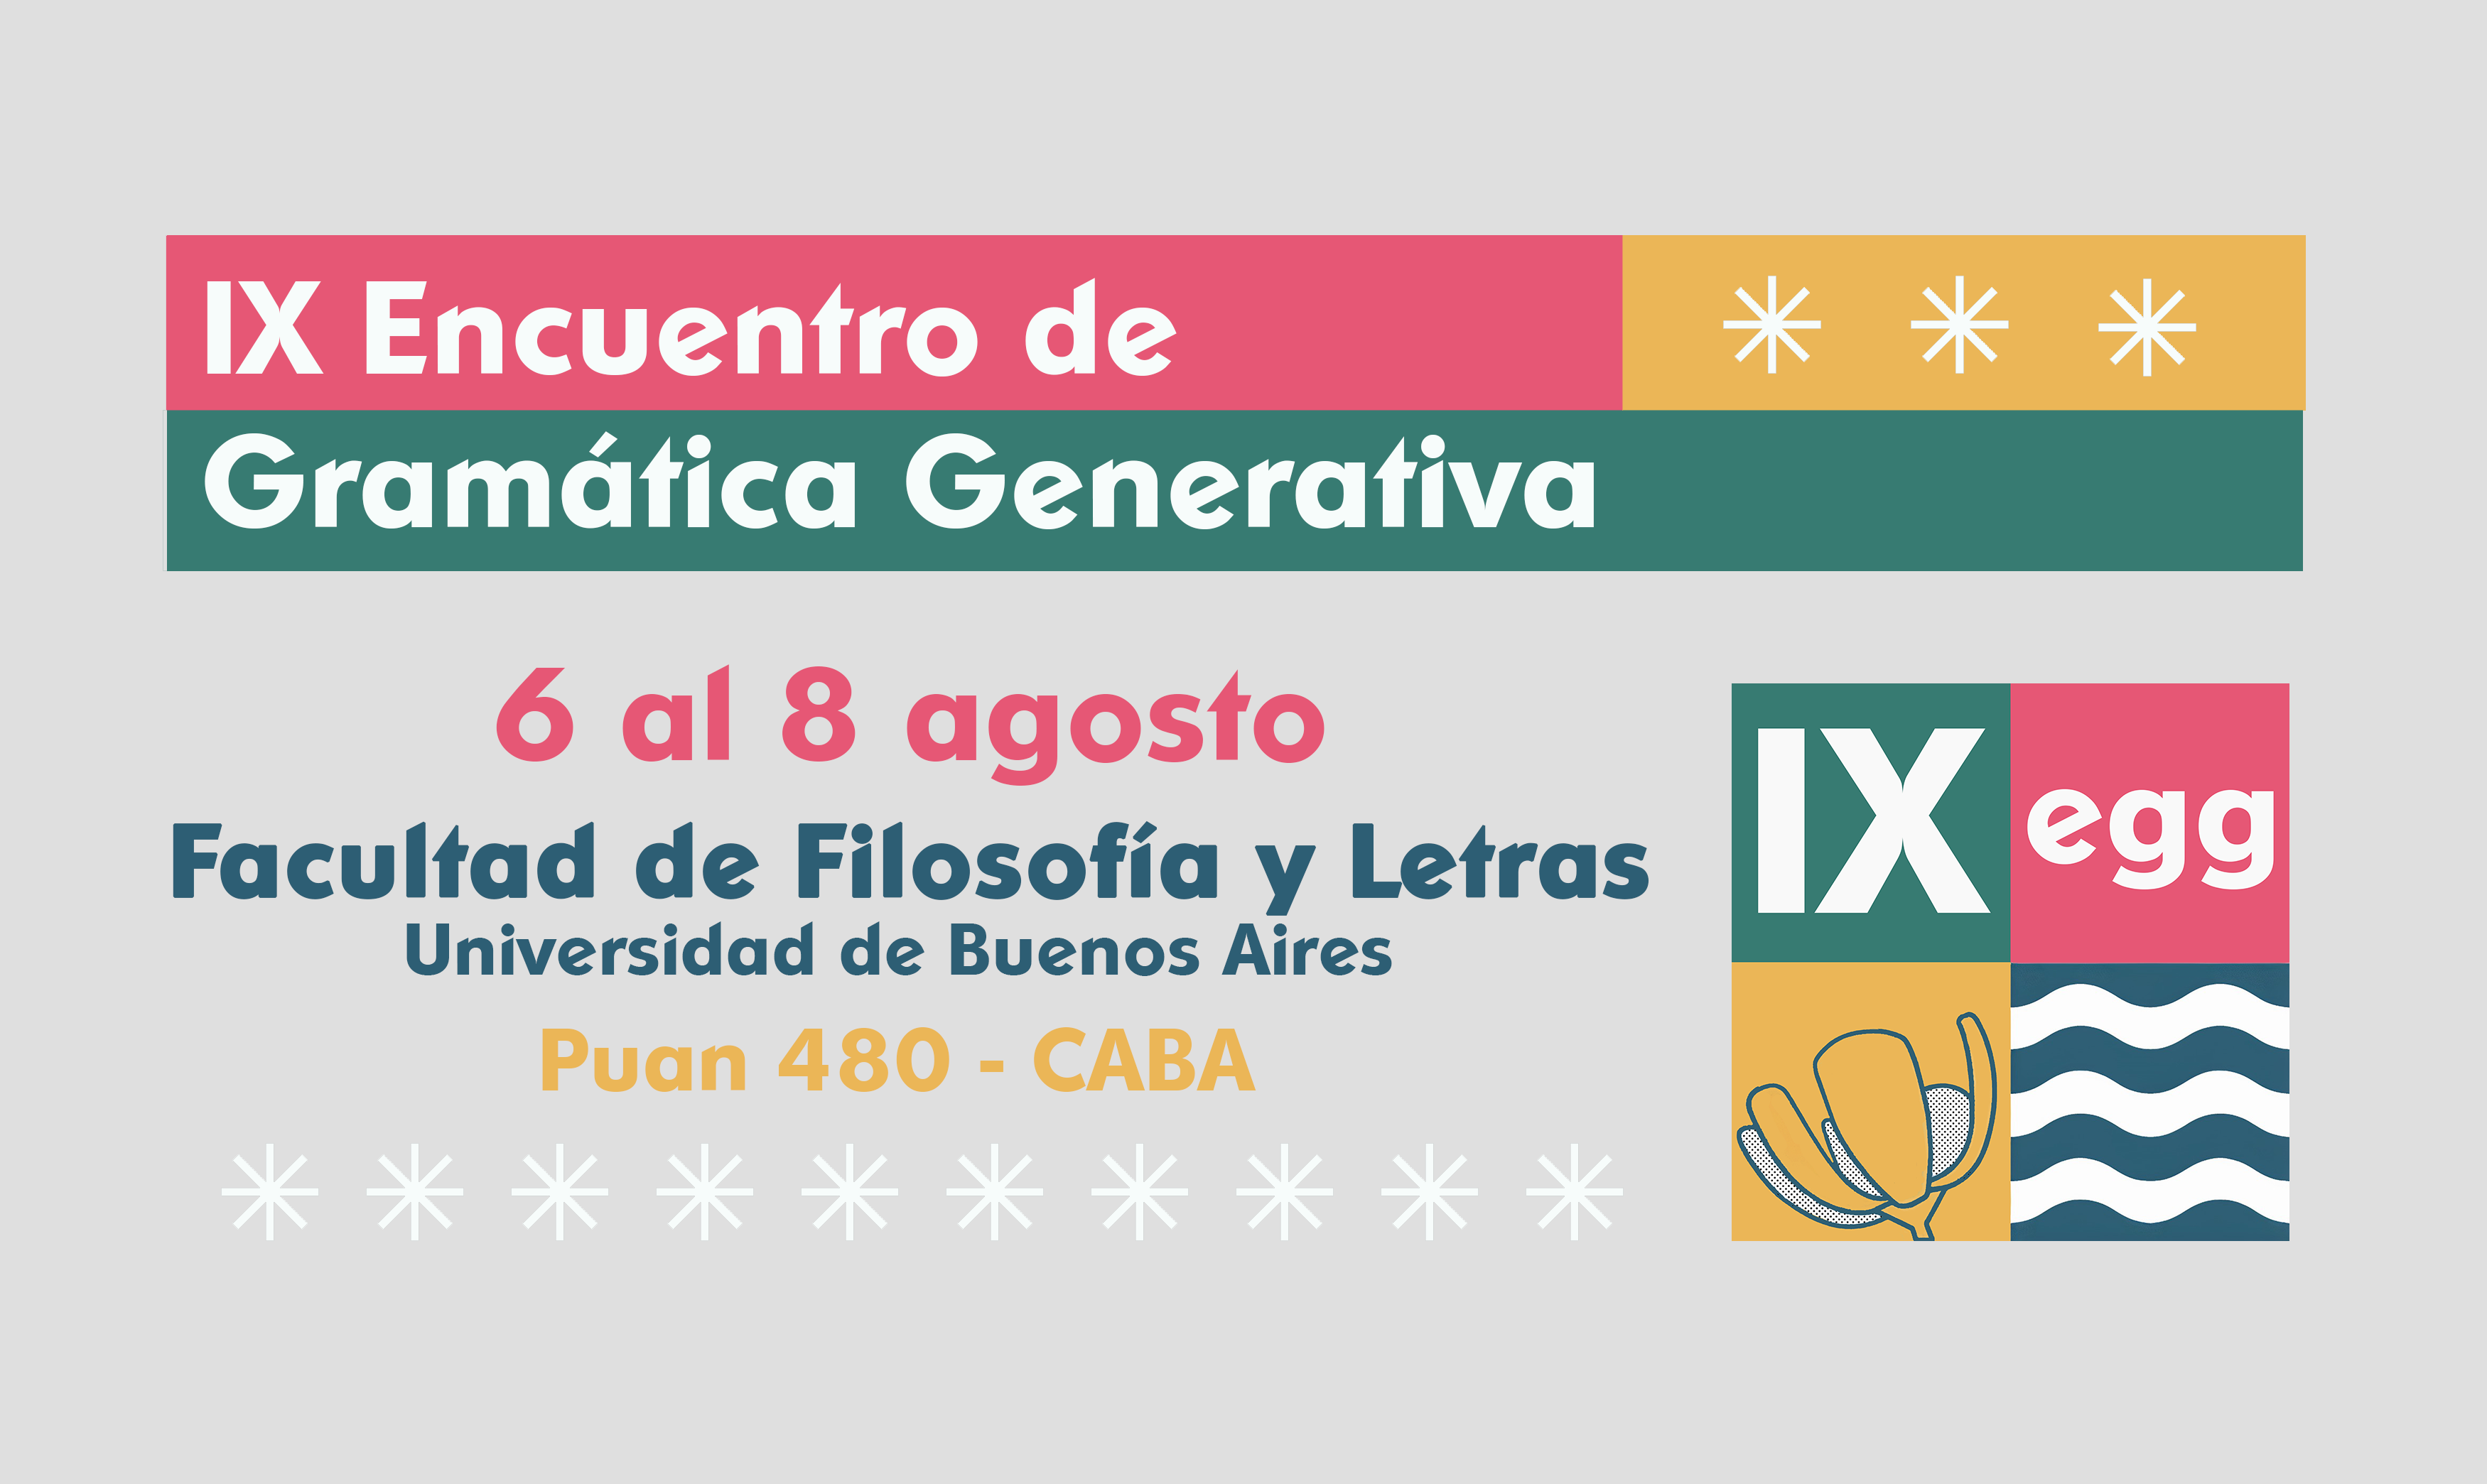 IX Encuentro de
Gramática Generativa
6 al 8 agosto
Facultad de Filosofía y Letras
Universidad de Buenos Aires
Puan 480 - CABA
IX
egg